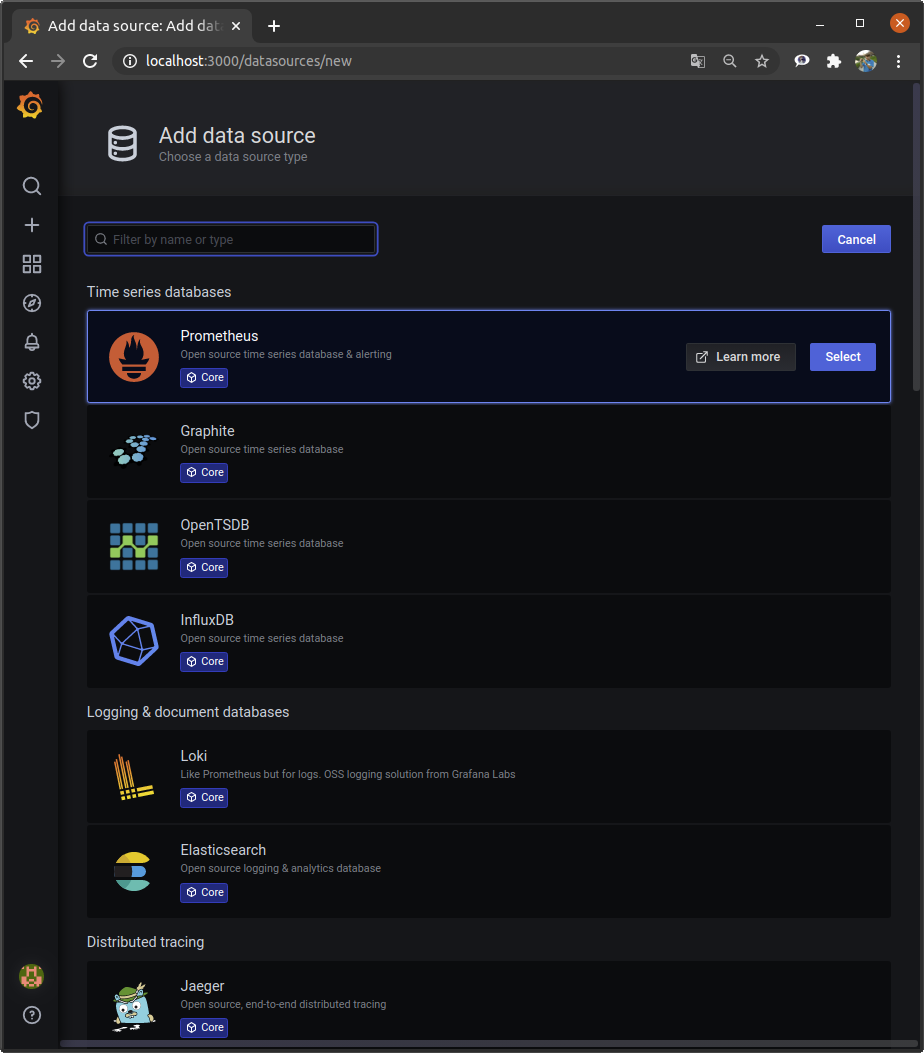 Add data source: Add dat
localhost:3000/datasources/new
Add data source
Choose a data source type
Filter by name or type
Cancel
Time series databases
Prometheus
Open source time series database & alerting
Core
Learn more
Select
Graphite
Open source time series database
Core
OpenTSDB
Open source time series database
Core
InfluxDB
Open source time series database
Core
Logging & document databases
Loki
Like Prometheus but for logs. OSS logging solution from Grafana Labs
Core
Elasticsearch
Open source logging & analytics database
Core
Distributed tracing
Jaeger
Open source, end-to-end distributed tracing
Core